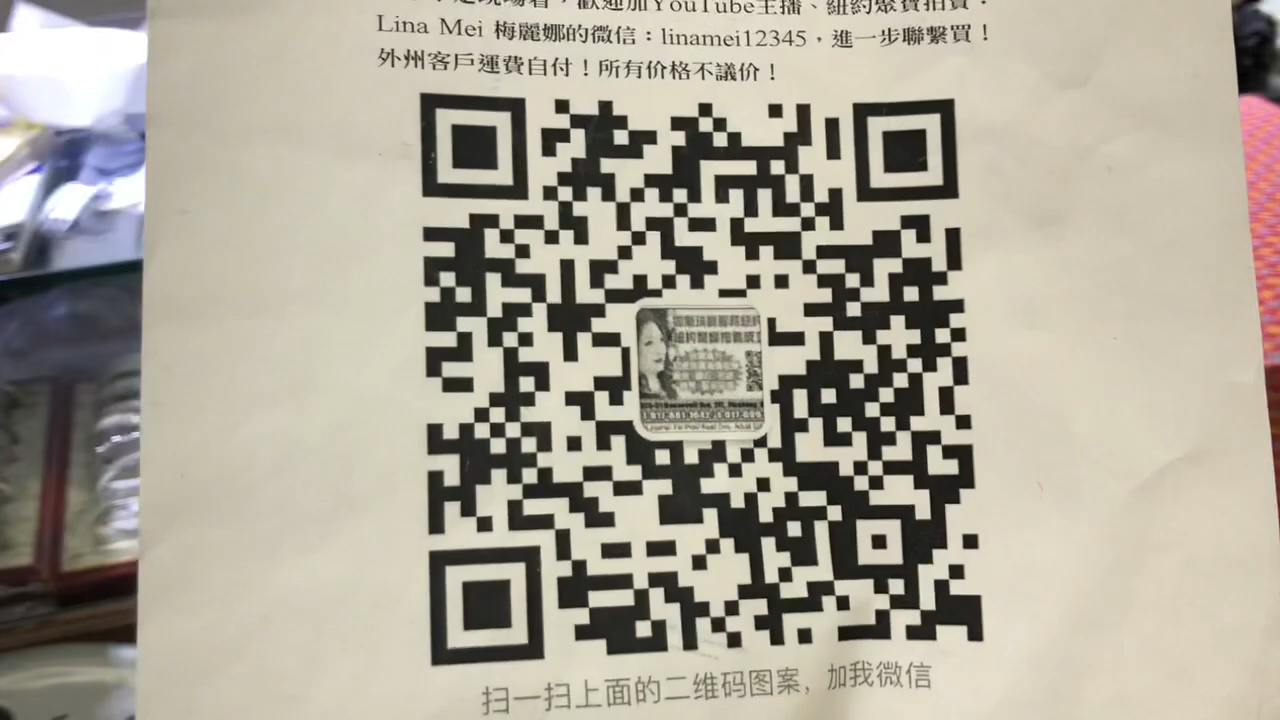 歡迎加YouTube主播、紐約聚寶拍賣：
Lina Mei 梅麗娜的微信：linamei12345，進一步聯繫買！
外州客戶運費自付！所有价格不議价！
扫一扫上面的二维码图案，加我微信